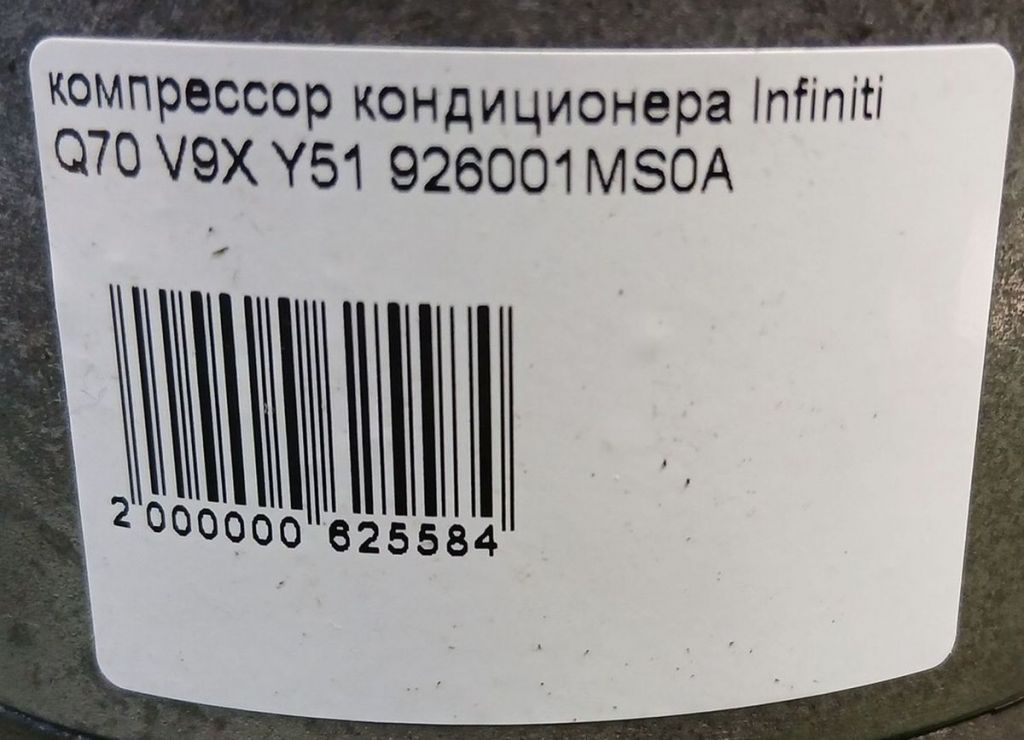 компрессор кондиционера Infiniti
Q70 V9X Y51 926001MS0A
2 000000 625584